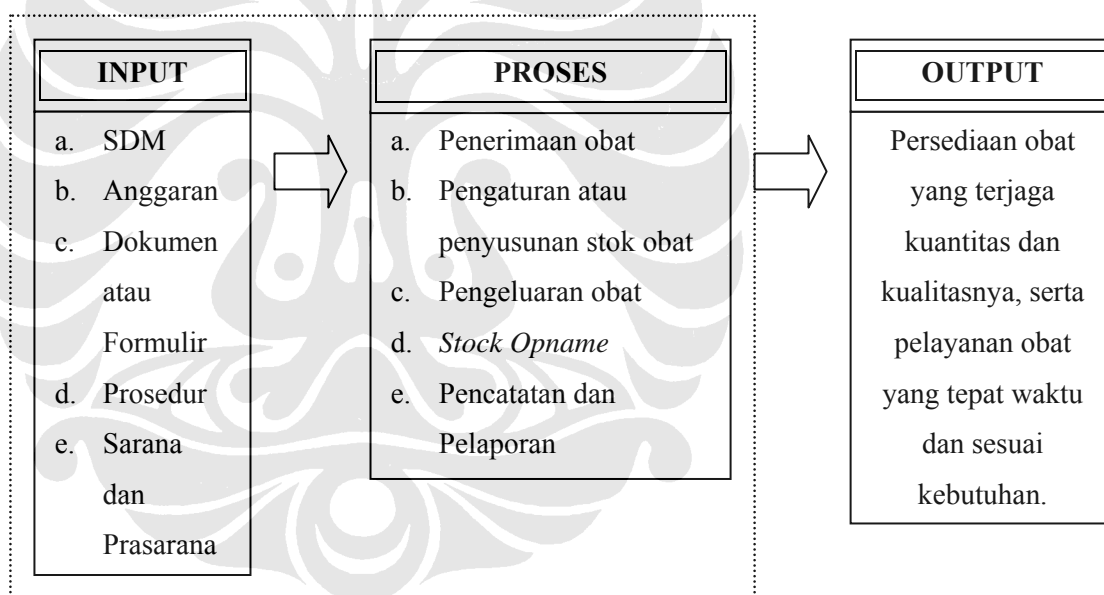 INPUT
a. SDM
b. Anggaran
c. Dokumen
atau
Formulir
d. Prosedur
e. Sarana
dan
Prasarana
PROSES
a. Penerimaan obat
b. Pengaturan atau
penyusunan stok obat
c. Pengeluaran obat
d. Stock Opname
e. Pencatatan dan
Pelaporan
OUTPUT
Persediaan obat
yang terjaga
kuantitas dan
kualitasnya, serta
pelayanan obat
yang tepat waktu
dan sesuai
kebutuhan.